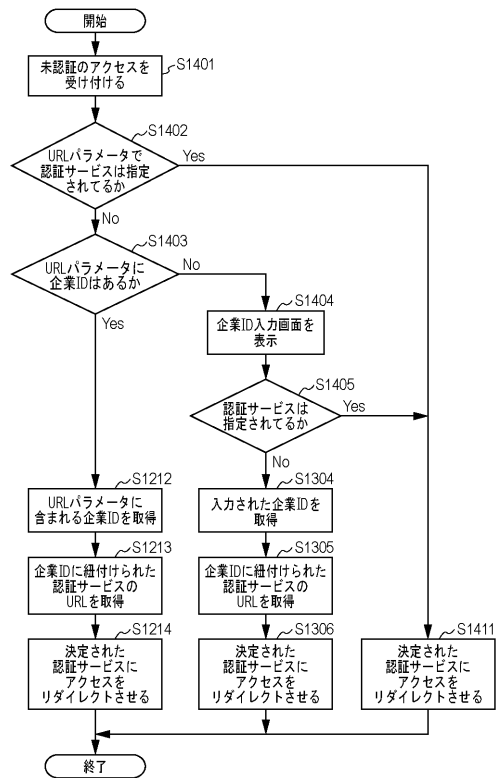 開始
未認証のアクセスを
受け付ける
S1401
S1402
URLパラメータで
認証サービスは指定
されてるか
Yes
No
S1403
URLパラメータに
企業IDはあるか
No
Yes
S1404
企業ID入力画面を
表示
S1405
認証サービスは
指定されてるか
Yes
No
S1212
URLパラメータに
含まれる企業IDを取得
S1304
入力された企業IDを
取得
S1213
企業IDに紐付けられた
認証サービスの
URLを取得
S1305
企業IDに紐付けられた
認証サービスの
URLを取得
S1214
決定された
認証サービスに
アクセスを
リダイレクトさせる
S1306
決定された
認証サービスに
アクセスを
リダイレクトさせる
S1411
決定された
認証サービスに
アクセスを
リダイレクトさせる
終了